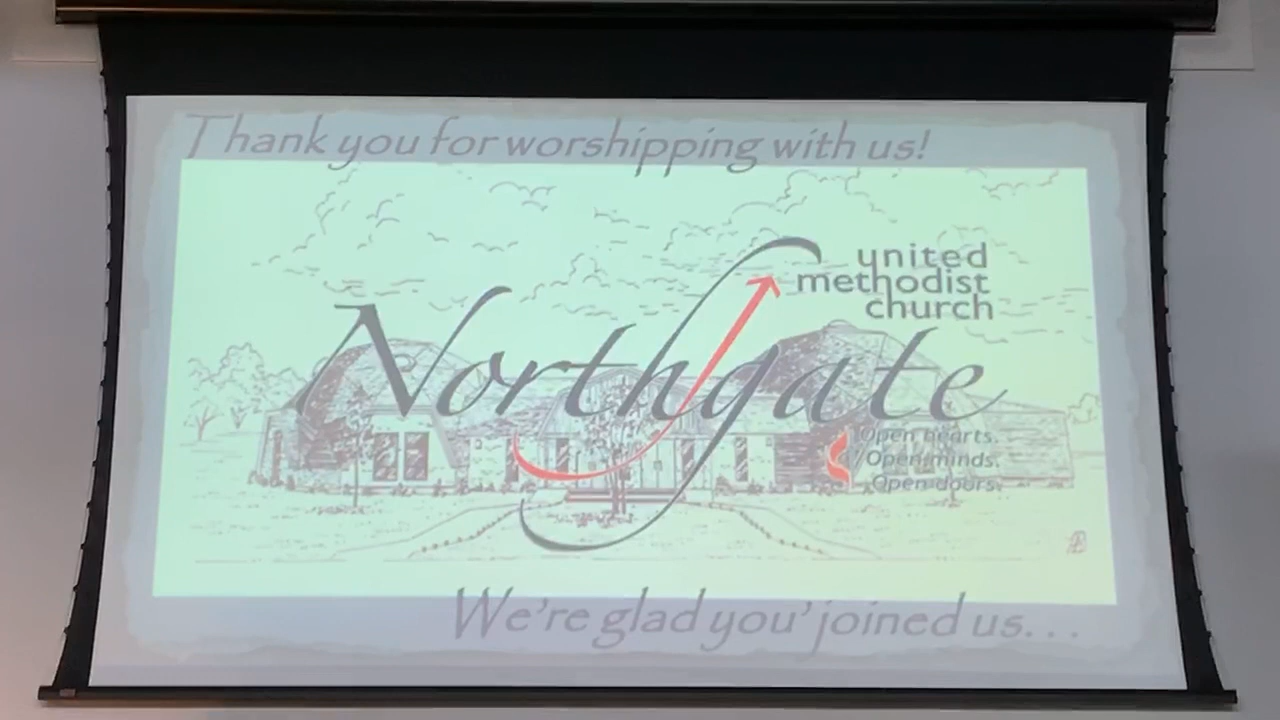 Thank you for worshipping with us!
united
methodist
church
Northgate
Open hearts.
Open minds.
Open doors.
We're glad you' joined us. . .